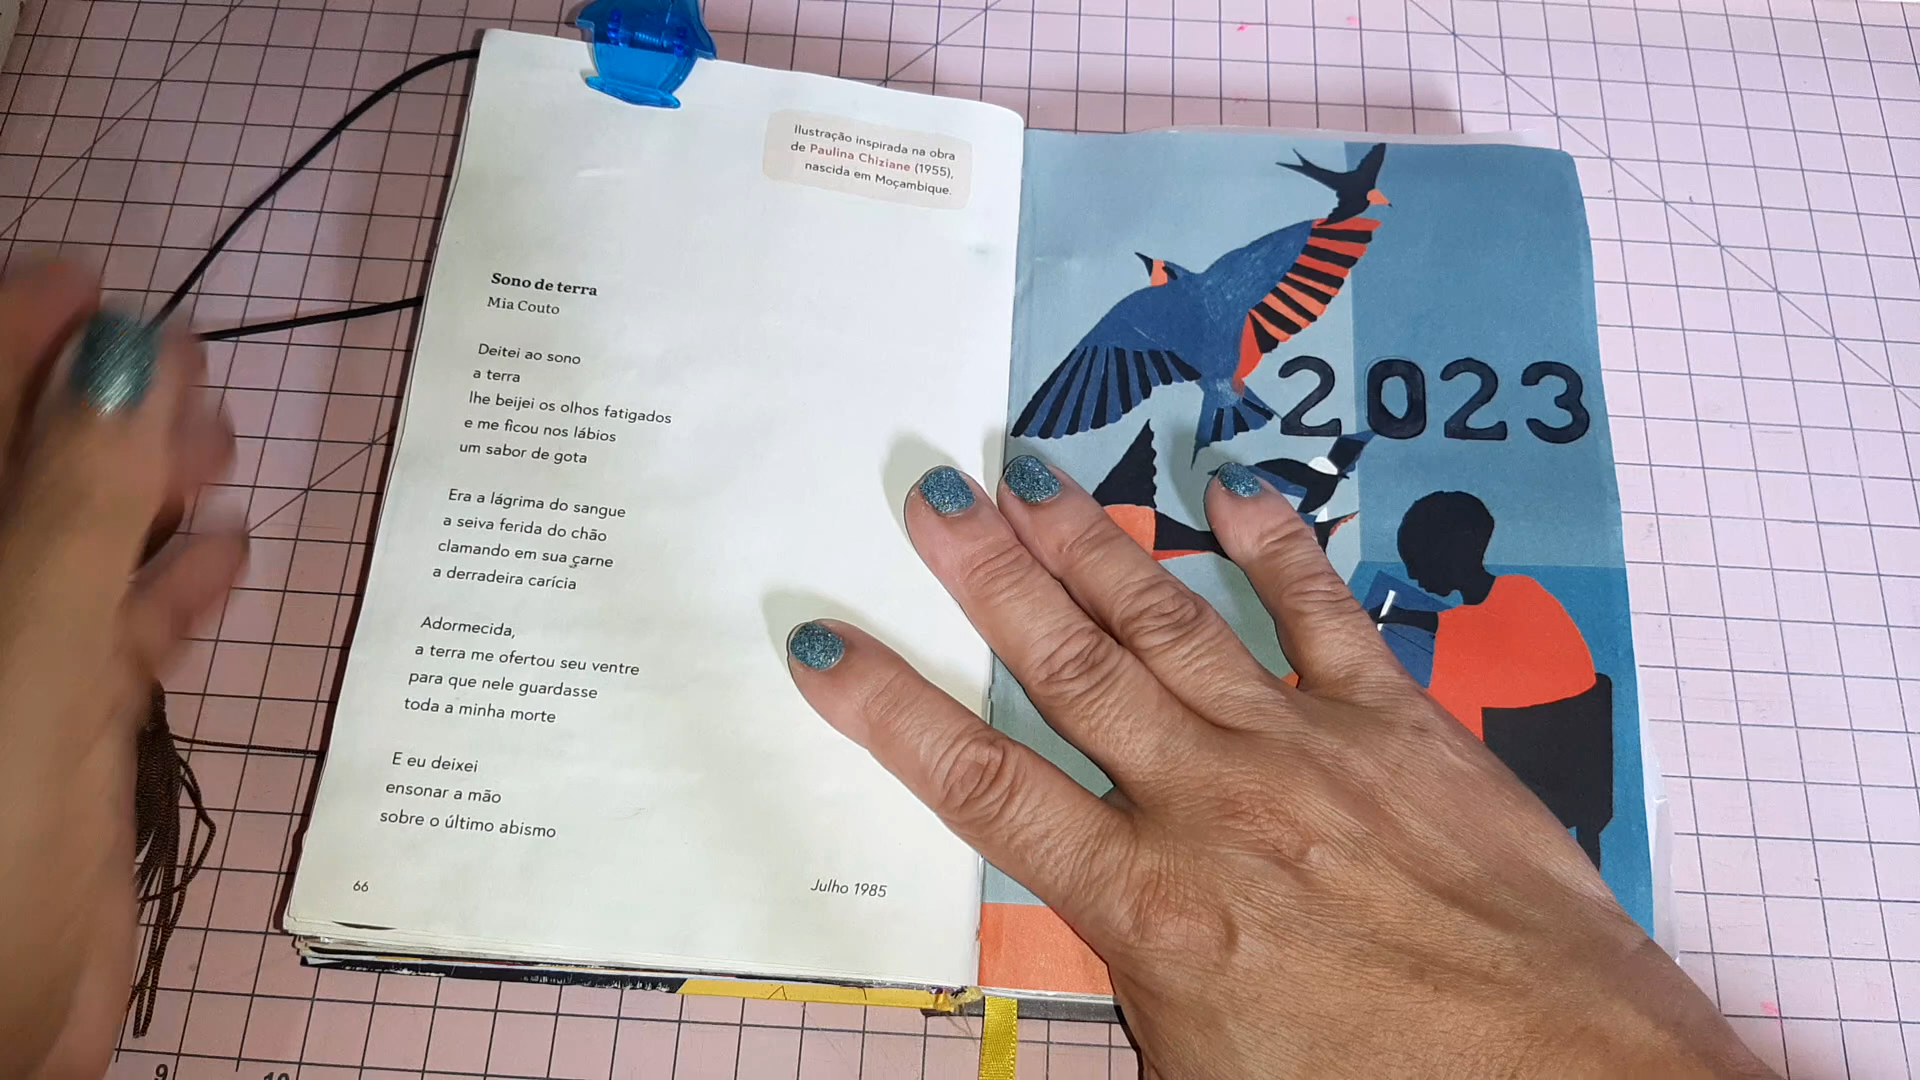 Ilustração inspirada na obra
de Paulina Chiziane (1955),
nascida em Moçambique.
Sono de terra
Mia Couto
Deitei ao sono
a terra
lhe beijei os olhos fatigados
e me ficou nos lábios
um sabor de gota
Era a lágrima do sangue
a seiva ferida do chão
clamando em sua carne
a derradeira carícia
Adormecida,
a terra me ofertou seu ventre
para que nele guardasse
toda a minha morte
E eu deixei
ensonar a mão
sobre o último abismo
66
Julho 1985
2023
9
10